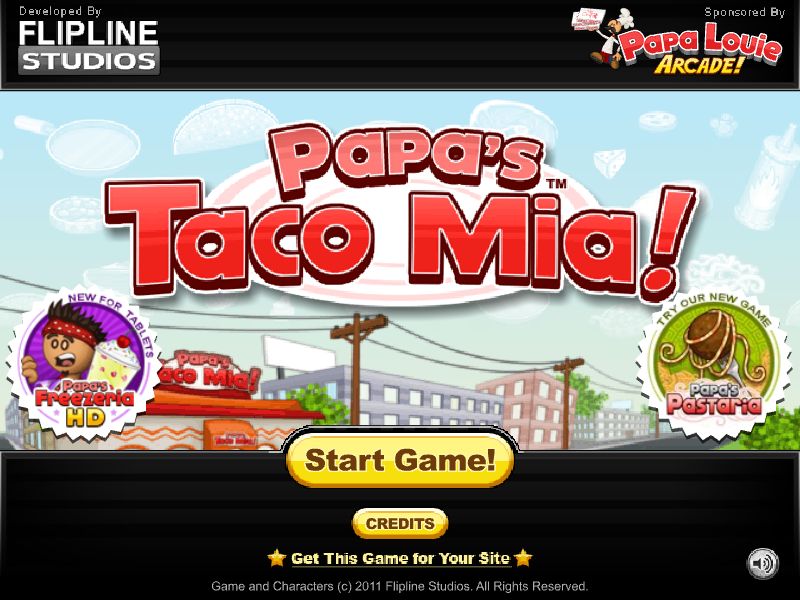 Developed By
FLIPLINE
STUDIOS
Sponsored By
Papa Louie
ARCADE!
Papa's
Taco Mia!
TM
NEW FOR TABLETS
Papa's
Freezeria
HD
Papa's
Taco Mia!
TRY OUR NEW GAME
Papa's
Pastaria
Start Game!
CREDITS
Get This Game for Your Site
Game and Characters (c) 2011 Flipline Studios. All Rights Reserved.